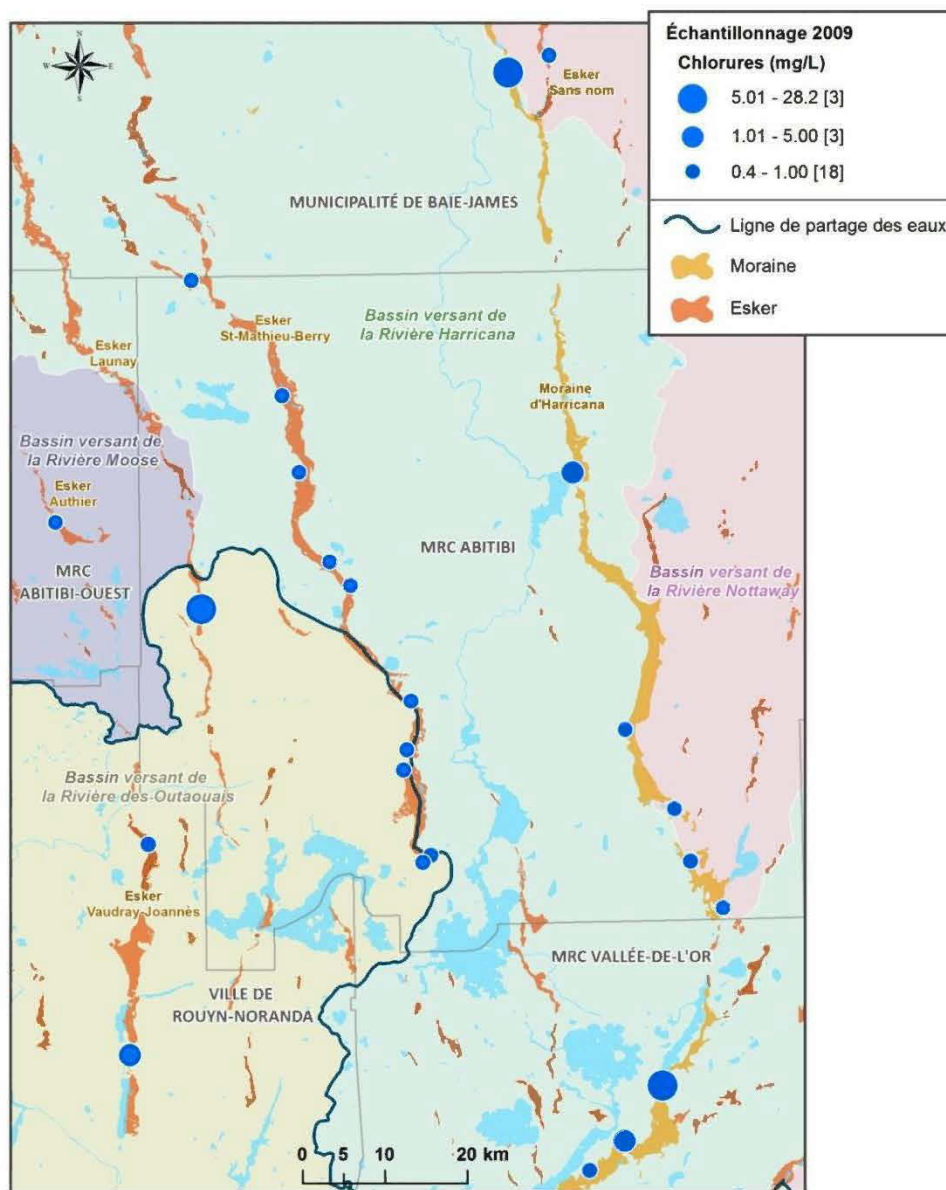 Échantillonnage 2009
Chlorures (mg/L)
5.01 - 28.2 [3]
1.01 - 5.00 [3]
0.4 - 1.00 [18]
Ligne de partage des eaux
Moraine
Esker
N
W
E
S
Esker
Sans nom
MUNICIPALITÉ DE BAIE-JAMES
Bassin versant de
la Rivière Harricana
Esker
St-Mathieu-Berry
Esker
Launay
Moraine
d'Harricana
Bassin versant de
la Rivière Moose
Esker
Authier
MRC ABITIBI
MRC
ABITIBI-OUEST
Bassin versant de
la Rivière Nottaway
Bassin versant de
la Rivière des Outaouais
Esker
Vaudray-Joannès
MRC VALLÉE-DE-L'OR
VILLE DE
ROUYN-NORANDA
0 5 10 20 km